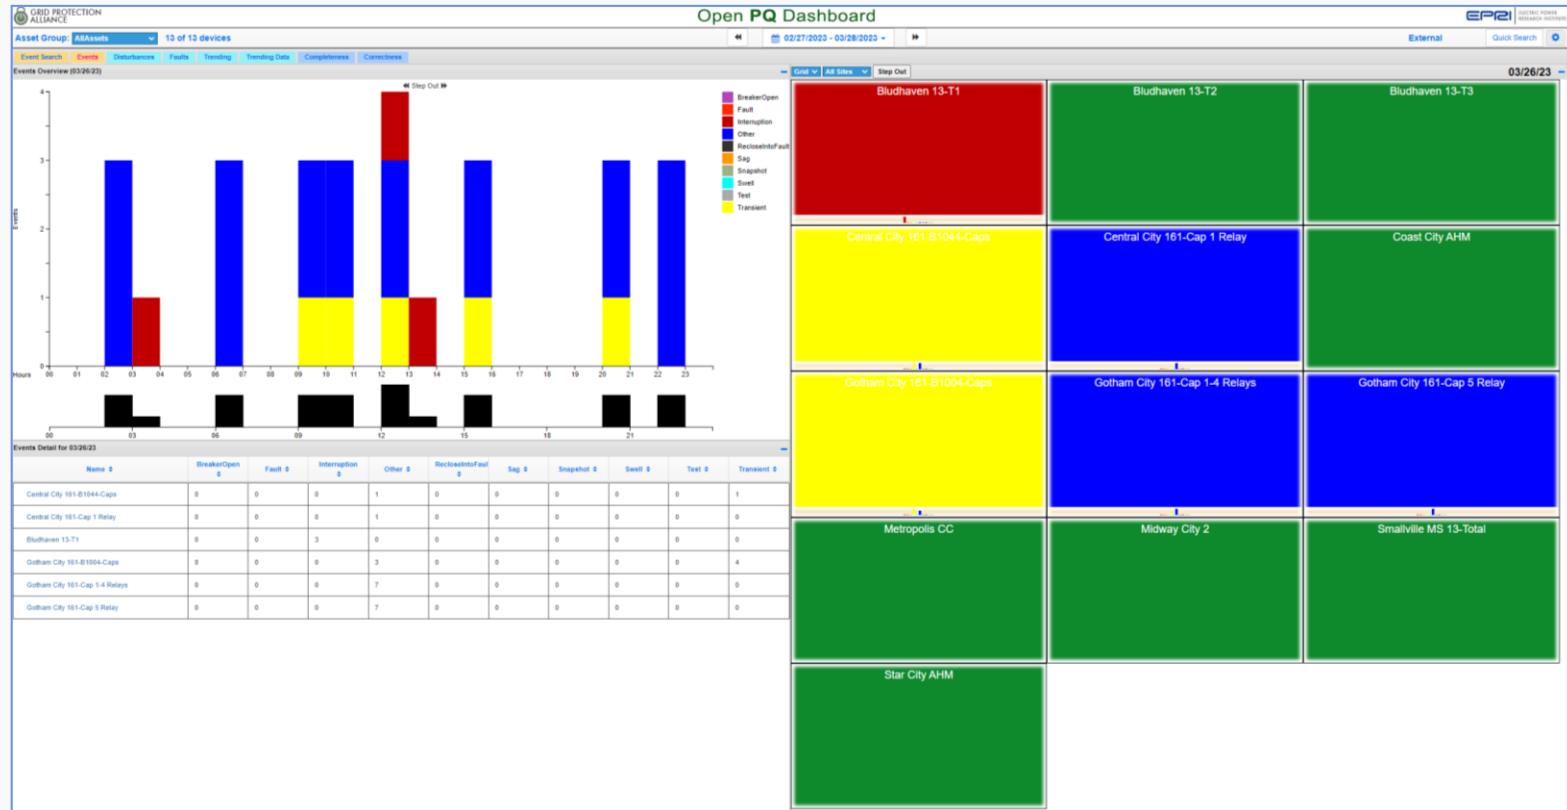 GRID PROTECTION
ALLIANCE
Open PQ Dashboard
EPRI ELECTRIC POWER
RESEARCH INSTITUTE
Asset Group: AllAssets 13 of 13 devices
02/27/2023 - 03/28/2023
External Quick Search
Event Search Events Disturbances Faults Trending Trending Data Completeness Correctness
Events Overview (03/26/23)
Step Out
Events
4
3
2
1
0
Hours 00 01 02 03 04 05 06 07 08 09 10 11 12 13 14 15 16 17 18 19 20 21 22 23
00 03 06 09 12 15 18 21
BreakerOpen
Fault
Interruption
Other
RecloseIntoFault
Sag
Snapshot
Swell
Test
Transient
Events Detail for 03/26/23
Name BreakerOpen Fault Interruption Other RecloseIntoFaul Sag Snapshot Swell Test Transient
Central City 161-B1044-Caps 0 0 0 1 0 0 0 0 0 1
Central City 161-Cap 1 Relay 0 0 0 1 0 0 0 0 0 0
Bludhaven 13-T1 0 0 3 0 0 0 0 0 0 0
Gotham City 161-B1004-Caps 0 0 0 3 0 0 0 0 0 4
Gotham City 161-Cap 1-4 Relays 0 0 0 7 0 0 0 0 0 0
Gotham City 161-Cap 5 Relay 0 0 0 7 0 0 0 0 0 0
Grid All Sites Step Out 03/26/23
Bludhaven 13-T1 Bludhaven 13-T2 Bludhaven 13-T3
Central City 161-B1044-Caps Central City 161-Cap 1 Relay Coast City AHM
Gotham City 161-B1004-Caps Gotham City 161-Cap 1-4 Relays Gotham City 161-Cap 5 Relay
Metropolis CC Midway City 2 Smallville MS 13-Total
Star City AHM